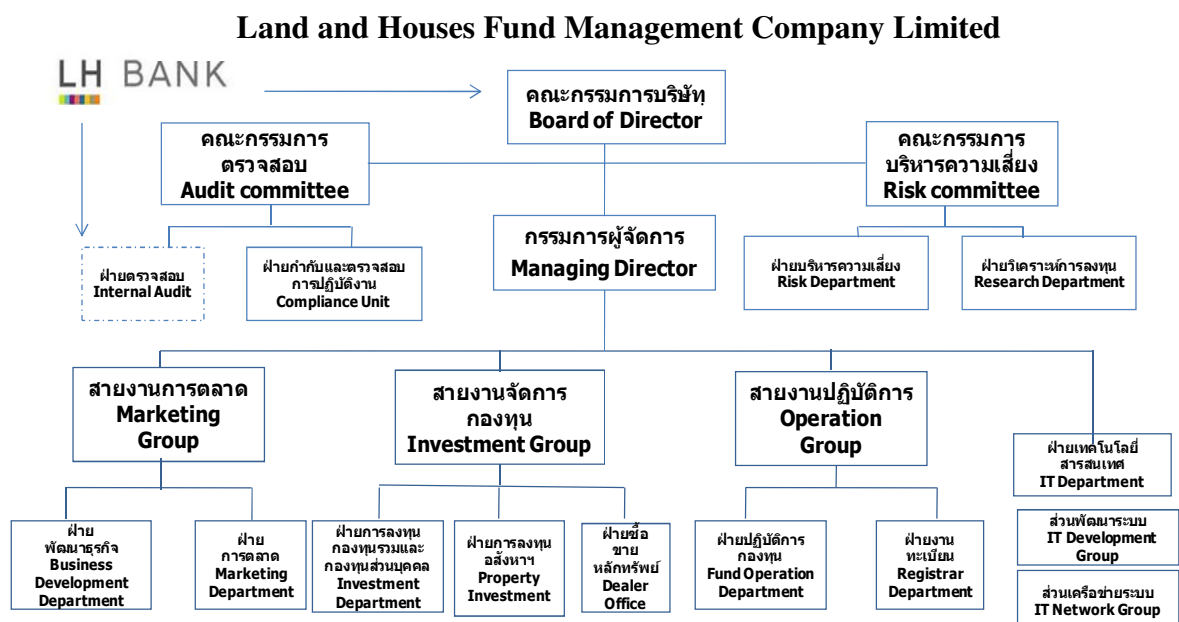 Land and Houses Fund Management Company Limited
LH BANK
คณะกรรมการบริษัท
Board of Director
คณะกรรมการ
ตรวจสอบ
Audit committee
คณะกรรมการ
บริหารความเสี่ยง
Risk committee
กรรมการผู้จัดการ
Managing Director
ฝ่ายตรวจสอบ
Internal Audit
ฝ่ายกำกับและตรวจสอบ
การปฏิบัติงาน
Compliance Unit
ฝ่ายบริหารความเสี่ยง
Risk Department
ฝ่ายวิเคราะห์การลงทุน
Research Department
สายงานการตลาด
Marketing
Group
สายงานจัดการ
กองทุน
Investment Group
สายงานปฏิบัติการ
Operation
Group
ฝ่ายเทคโนโลยี่
สารสนเทศ
IT Department
ฝ่าย
พัฒนาธุรกิจ
Business
Development
Department
ฝ่าย
การตลาด
Marketing
Department
ฝ่ายการลงทุน
กองทุนรวมและ
กองทุนส่วนบุคคล
Investment
Department
ฝ่ายการลงทุน
อสังหาฯ
Property
Investment
ฝ่ายซื้อ
ขาย
หลักทรัพย์
Dealer
Office
ฝ่ายปฏิบัติการ
กองทุน
Fund Operation
Department
ฝ่ายงาน
ทะเบียน
Registrar
Department
ส่วนพัฒนาระบบ
IT Development
Group
ส่วนเครือข่ายระบบ
IT Network Group